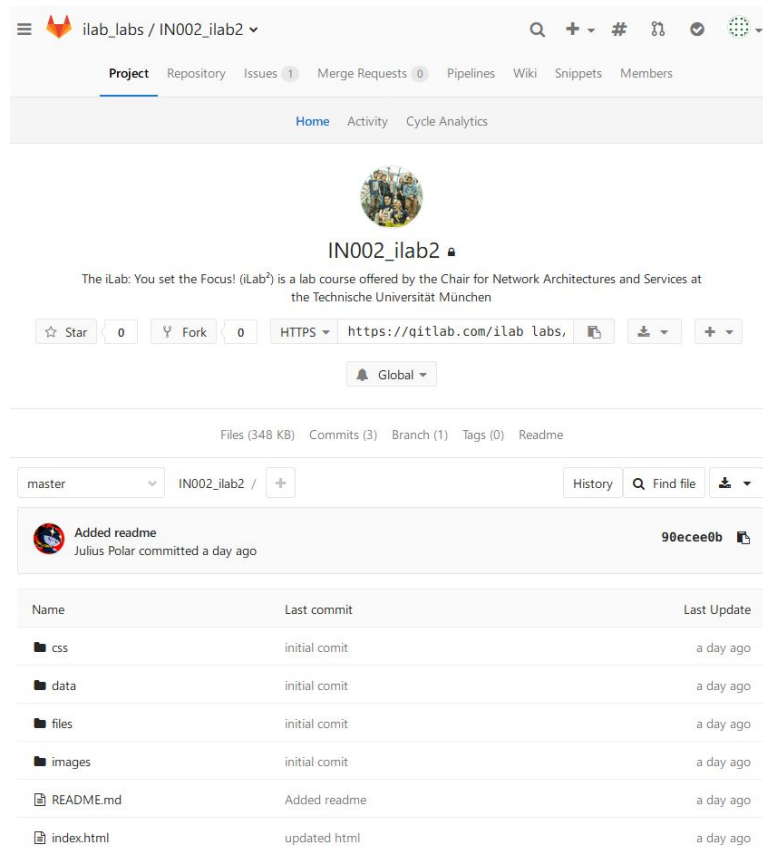 ilab_labs / IN002_ilab2
Project Repository Issues 1 Merge Requests 0 Pipelines Wiki Snippets Members
Home Activity Cycle Analytics
IN002_ilab2
The iLab: You set the Focus! (iLab²) is a lab course offered by the Chair for Network Architectures and Services at
the Technische Universität München
Star 0 Fork 0 HTTPS https://gitlab.com/ilab_labs/
Global
Files (348 KB) Commits (3) Branch (1) Tags (0) Readme
master IN002_ilab2 / + History Find file
Added readme
Julius Polar committed a day ago
90ecee0b
Name Last commit Last Update
css initial comit a day ago
data initial comit a day ago
files initial comit a day ago
images initial comit a day ago
README.md Added readme a day ago
index.html updated html a day ago